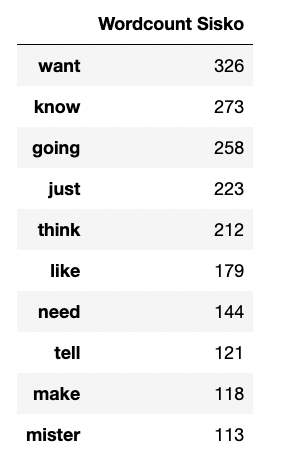 Wordcount Sisko
want 326
know 273
going 258
just 223
think 212
like 179
need 144
tell 121
make 118
mister 113